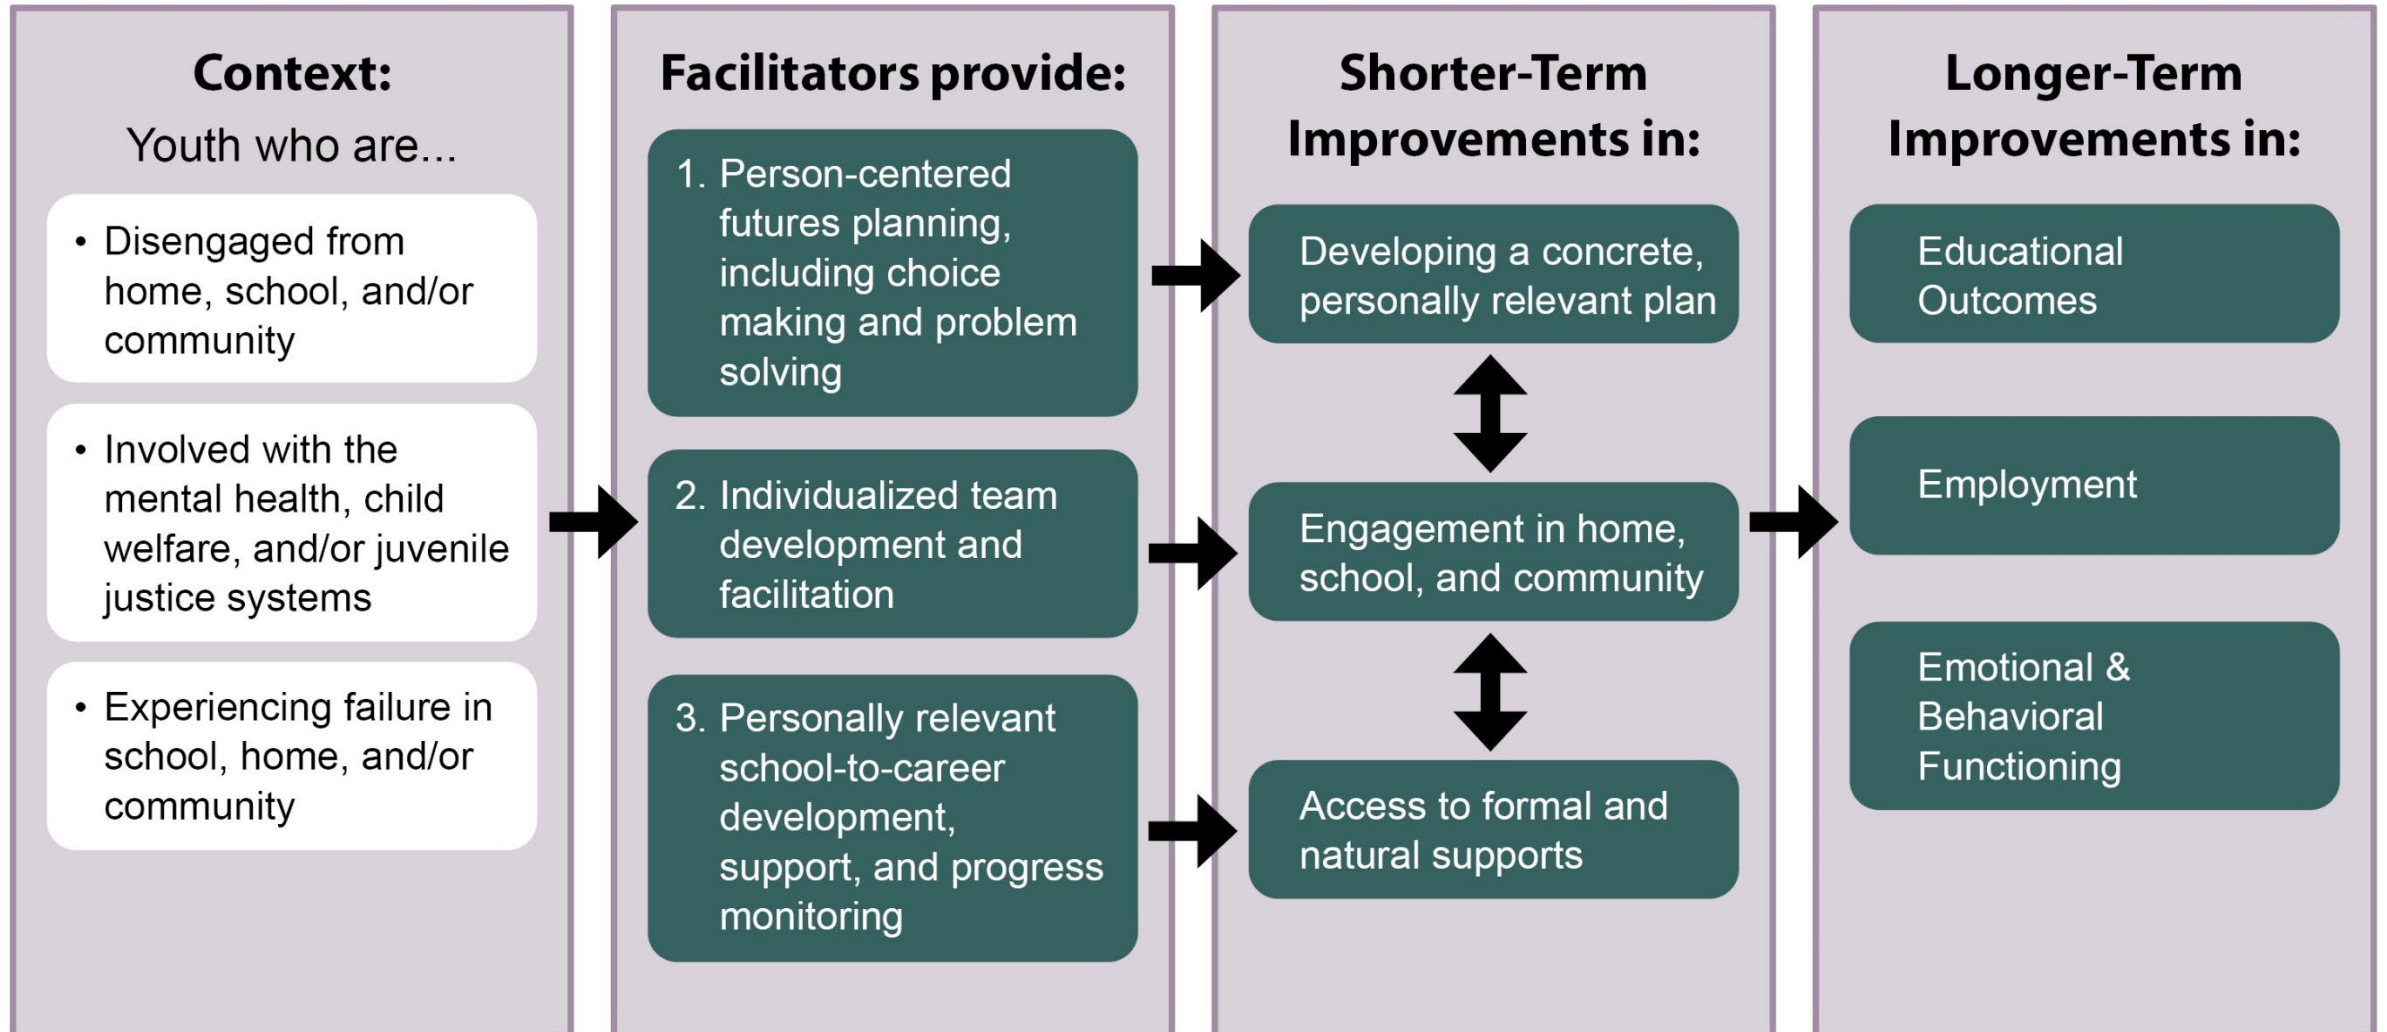 Context:
Youth who are...
• Disengaged from
home, school, and/or
community
• Involved with the
mental health, child
welfare, and/or juvenile
justice systems
• Experiencing failure in
school, home, and/or
community
Facilitators provide:
1. Person-centered
futures planning,
including choice
making and problem
solving
2. Individualized team
development and
facilitation
3. Personally relevant
school-to-career
development,
support, and progress
monitoring
Shorter-Term
Improvements in:
Developing a concrete,
personally relevant plan
Engagement in home,
school, and community
Access to formal and
natural supports
Longer-Term
Improvements in:
Educational
Outcomes
Employment
Emotional &
Behavioral
Functioning